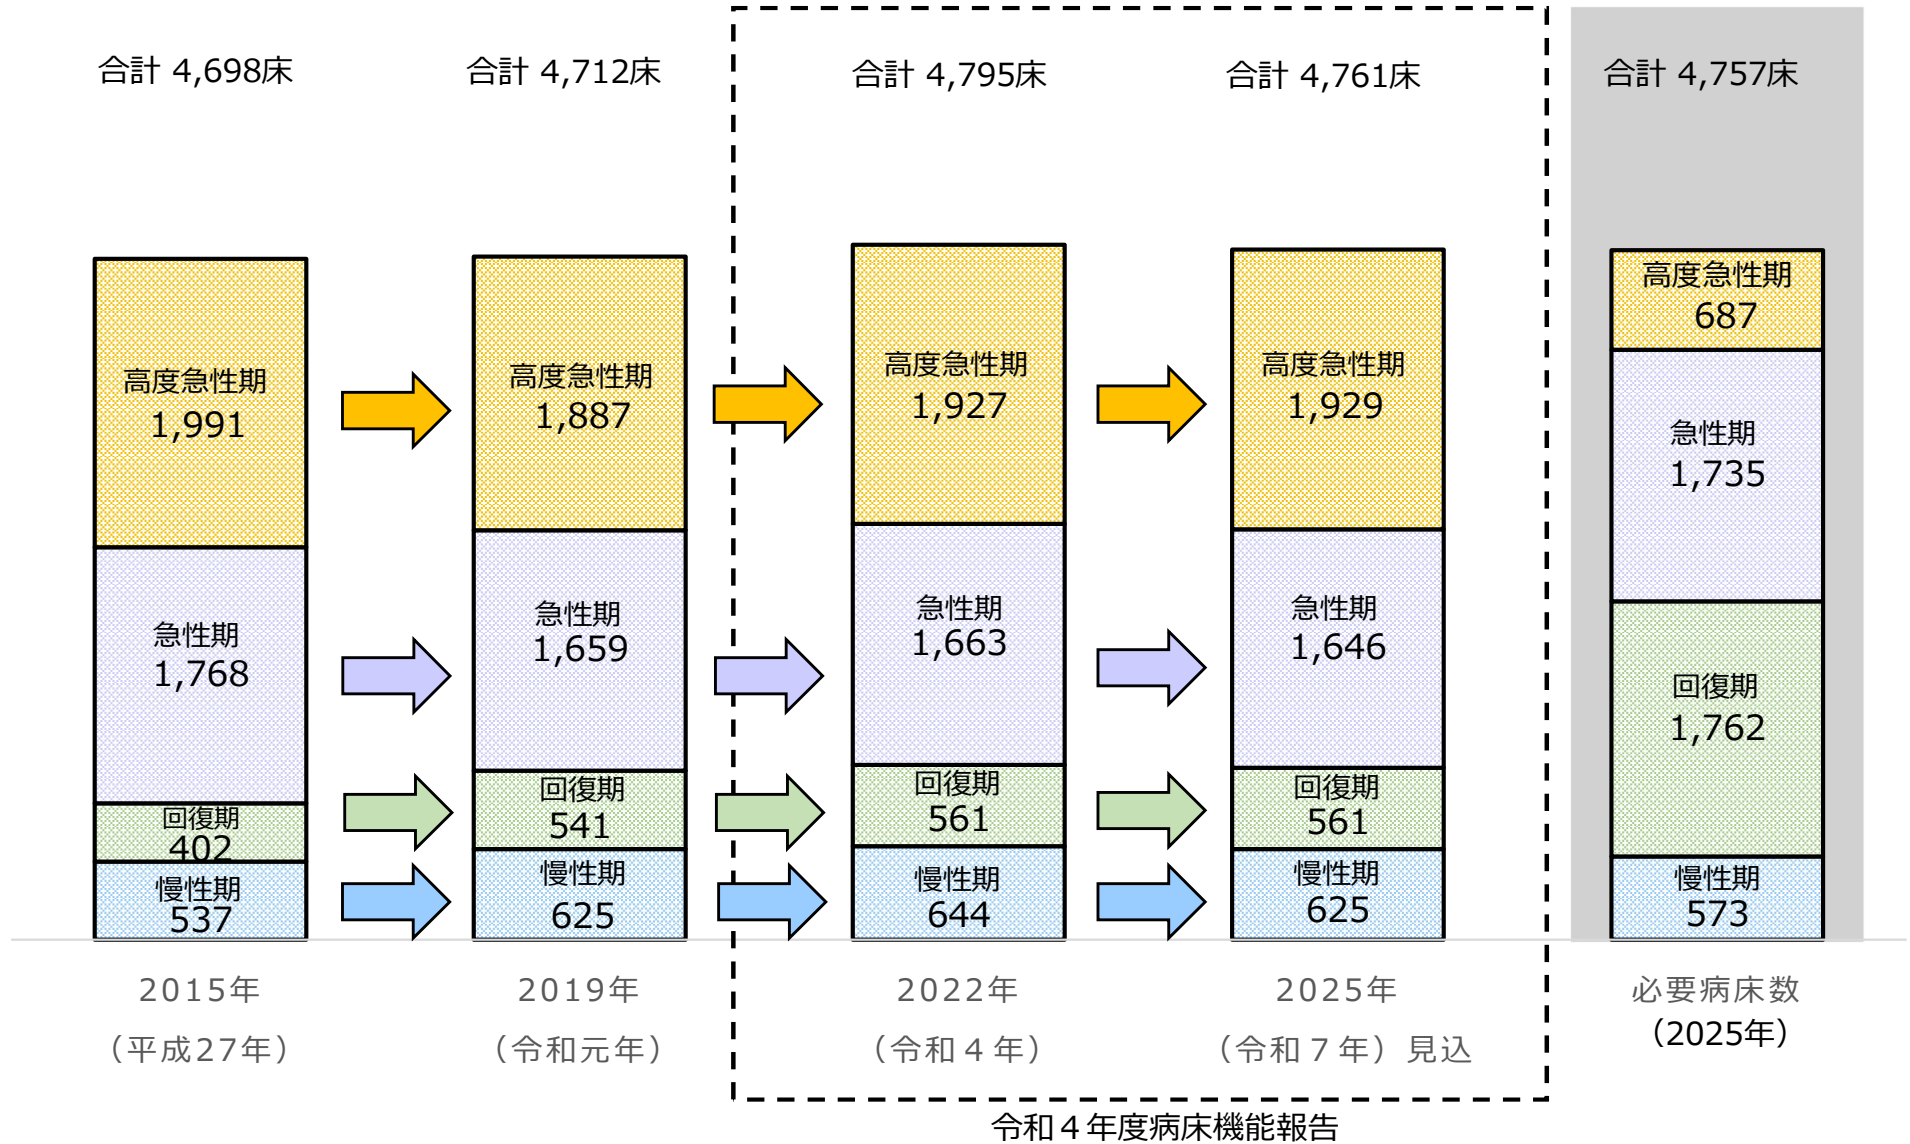 合計 4,698床
合計 4,712床
合計 4,795床
合計 4,761床
合計 4,757床
高度急性期
1,991
急性期
1,768
回復期
402
慢性期
537
高度急性期
1,887
急性期
1,659
回復期
541
慢性期
625
高度急性期
1,927
急性期
1,663
回復期
561
慢性期
644
高度急性期
1,929
急性期
1,646
回復期
561
慢性期
625
高度急性期
687
急性期
1,735
回復期
1,762
慢性期
573
2015年
（平成27年）
2019年
（令和元年）
2022年
（令和４年）
2025年
（令和７年）見込
必要病床数
（2025年）
令和４年度病床機能報告